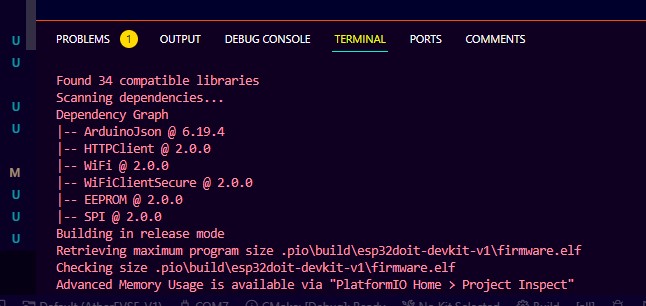 PROBLEMS 1 OUTPUT DEBUG CONSOLE TERMINAL PORTS COMMENTS
U
U
U
U
M
U
U
U
Found 34 compatible libraries
Scanning dependencies...
Dependency Graph
|-- ArduinoJson @ 6.19.4
|-- HTTPClient @ 2.0.0
|-- WiFi @ 2.0.0
|-- WiFiClientSecure @ 2.0.0
|-- EEPROM @ 2.0.0
|-- SPI @ 2.0.0
Building in release mode
Retrieving maximum program size .pio\build\esp32doit-devkit-v1\firmware.elf
Checking size .pio\build\esp32doit-devkit-v1\firmware.elf
Advanced Memory Usage is available via "PlatformIO Home > Project Inspect"